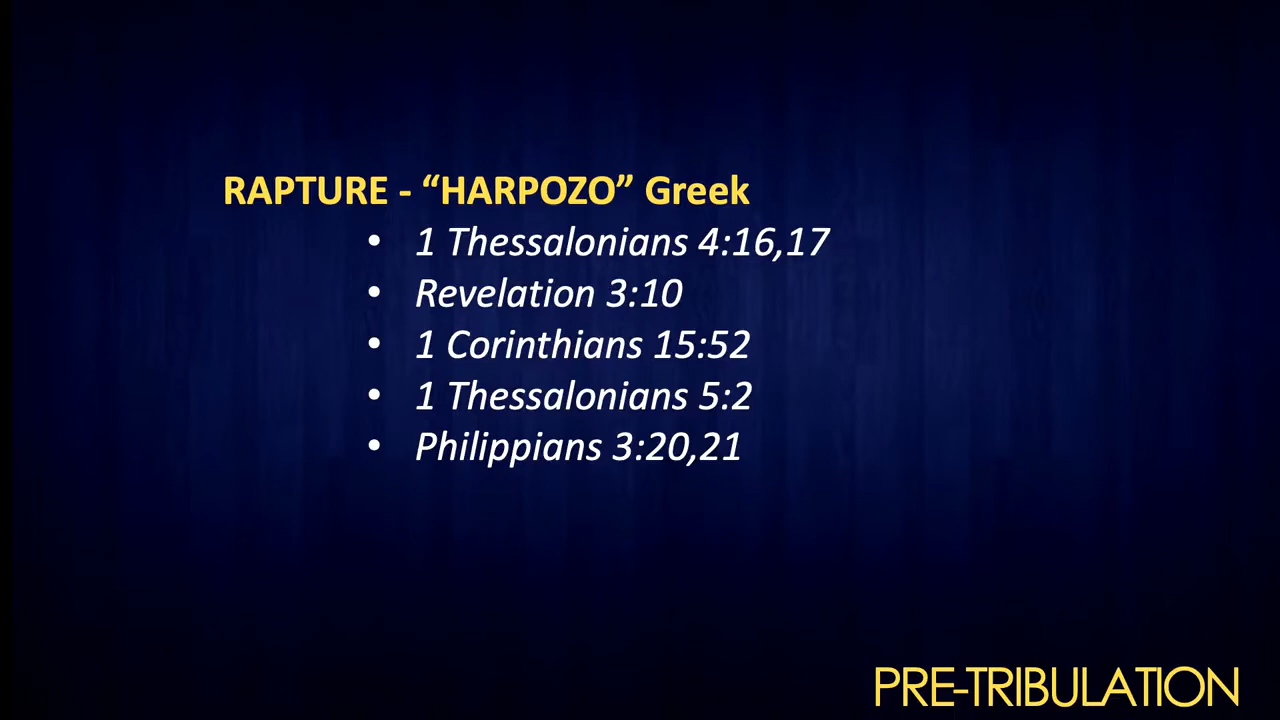 RAPTURE - “HARPOZO” Greek
• 1 Thessalonians 4:16,17
• Revelation 3:10
• 1 Corinthians 15:52
• 1 Thessalonians 5:2
• Philippians 3:20,21
PRE-TRIBULATION